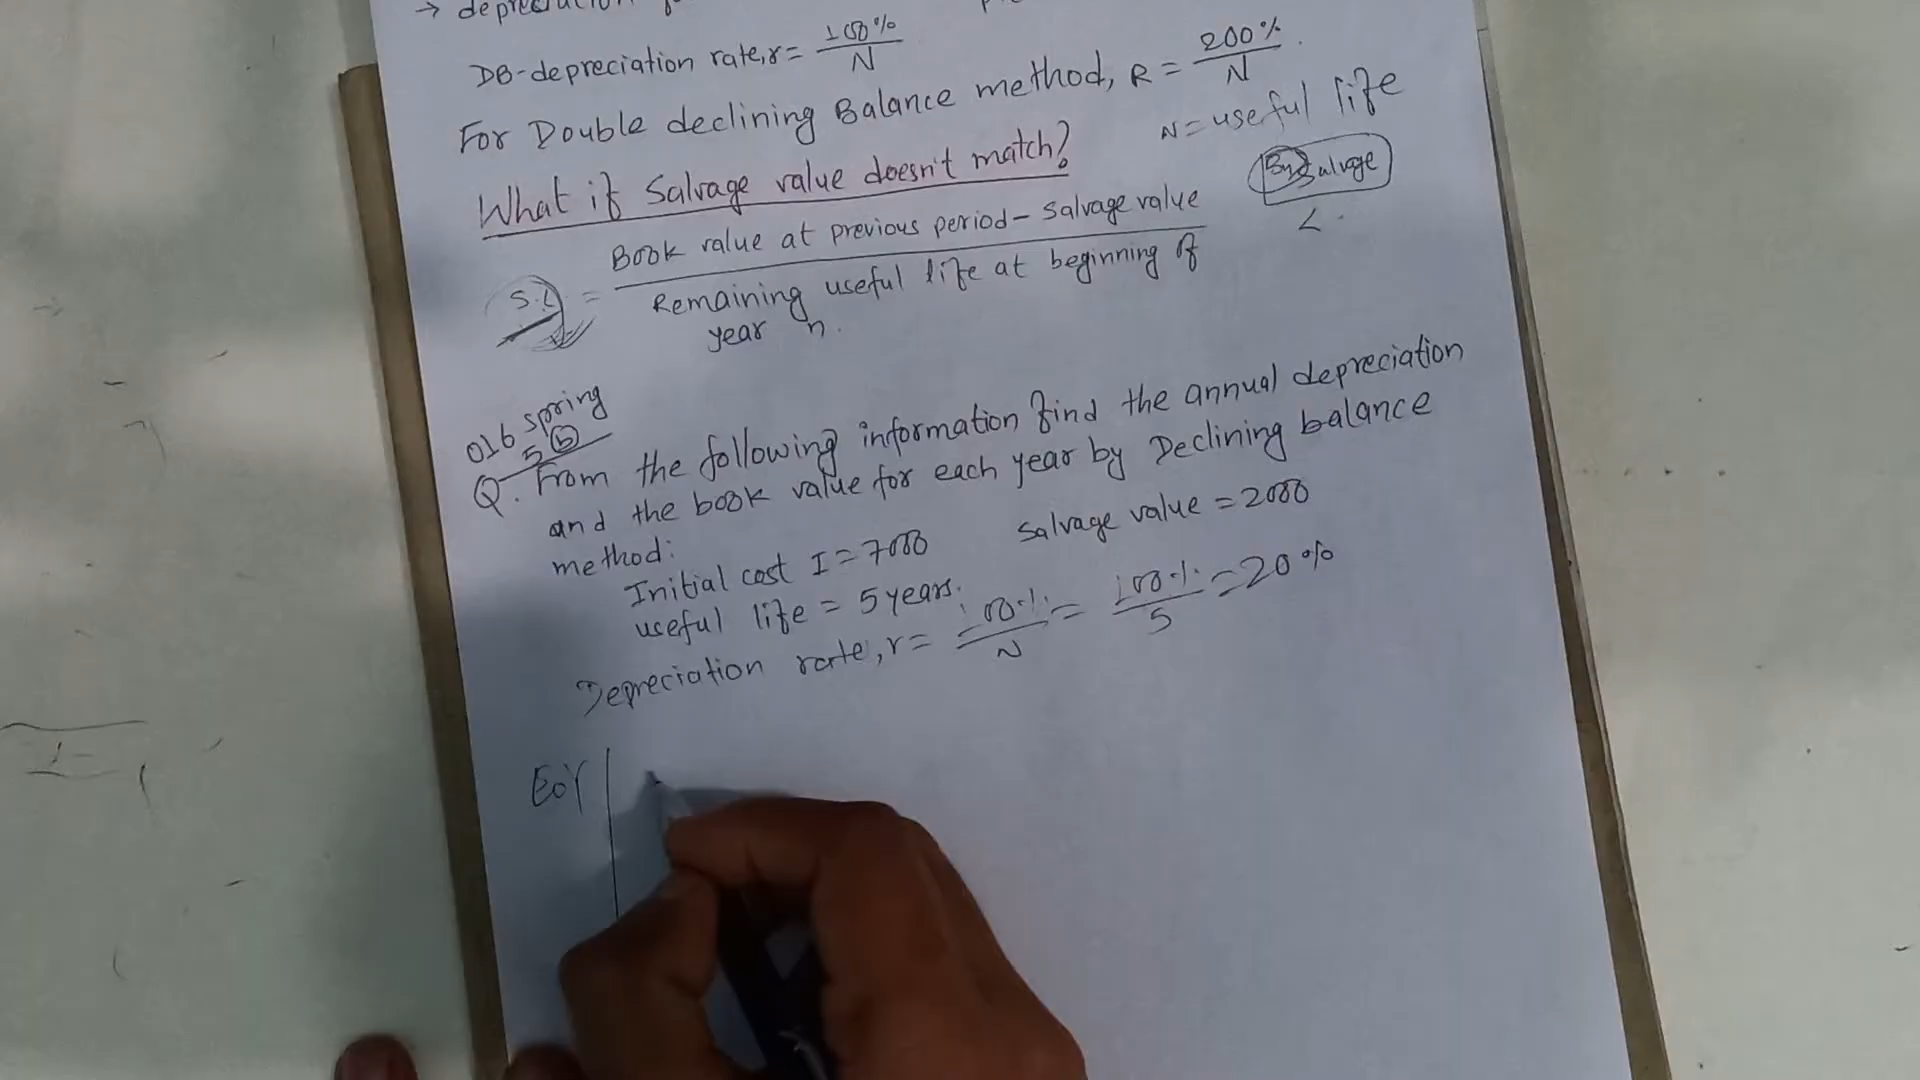 → depreciation
DB-depreciation rate, r = 100% / N
For Double declining Balance method, R = 200% / N
N = useful life
What if Salvage value doesn't match?
Salvage
<
S.L = Book value at previous period - Salvage value / Remaining useful life at beginning of year n.
016 spring
5 (b)
Q. From the following information find the annual depreciation
and the book value for each year by Declining balance
method:
Initial cost I = 7000 Salvage value = 2000
useful life = 5 years.
Depreciation rate, r = 100% / N = 100% / 5 = 20%
EOY